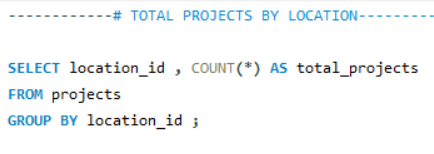 ------------# TOTAL PROJECTS BY LOCATION---------
SELECT location_id , COUNT(*) AS total_projects
FROM projects
GROUP BY location_id ;